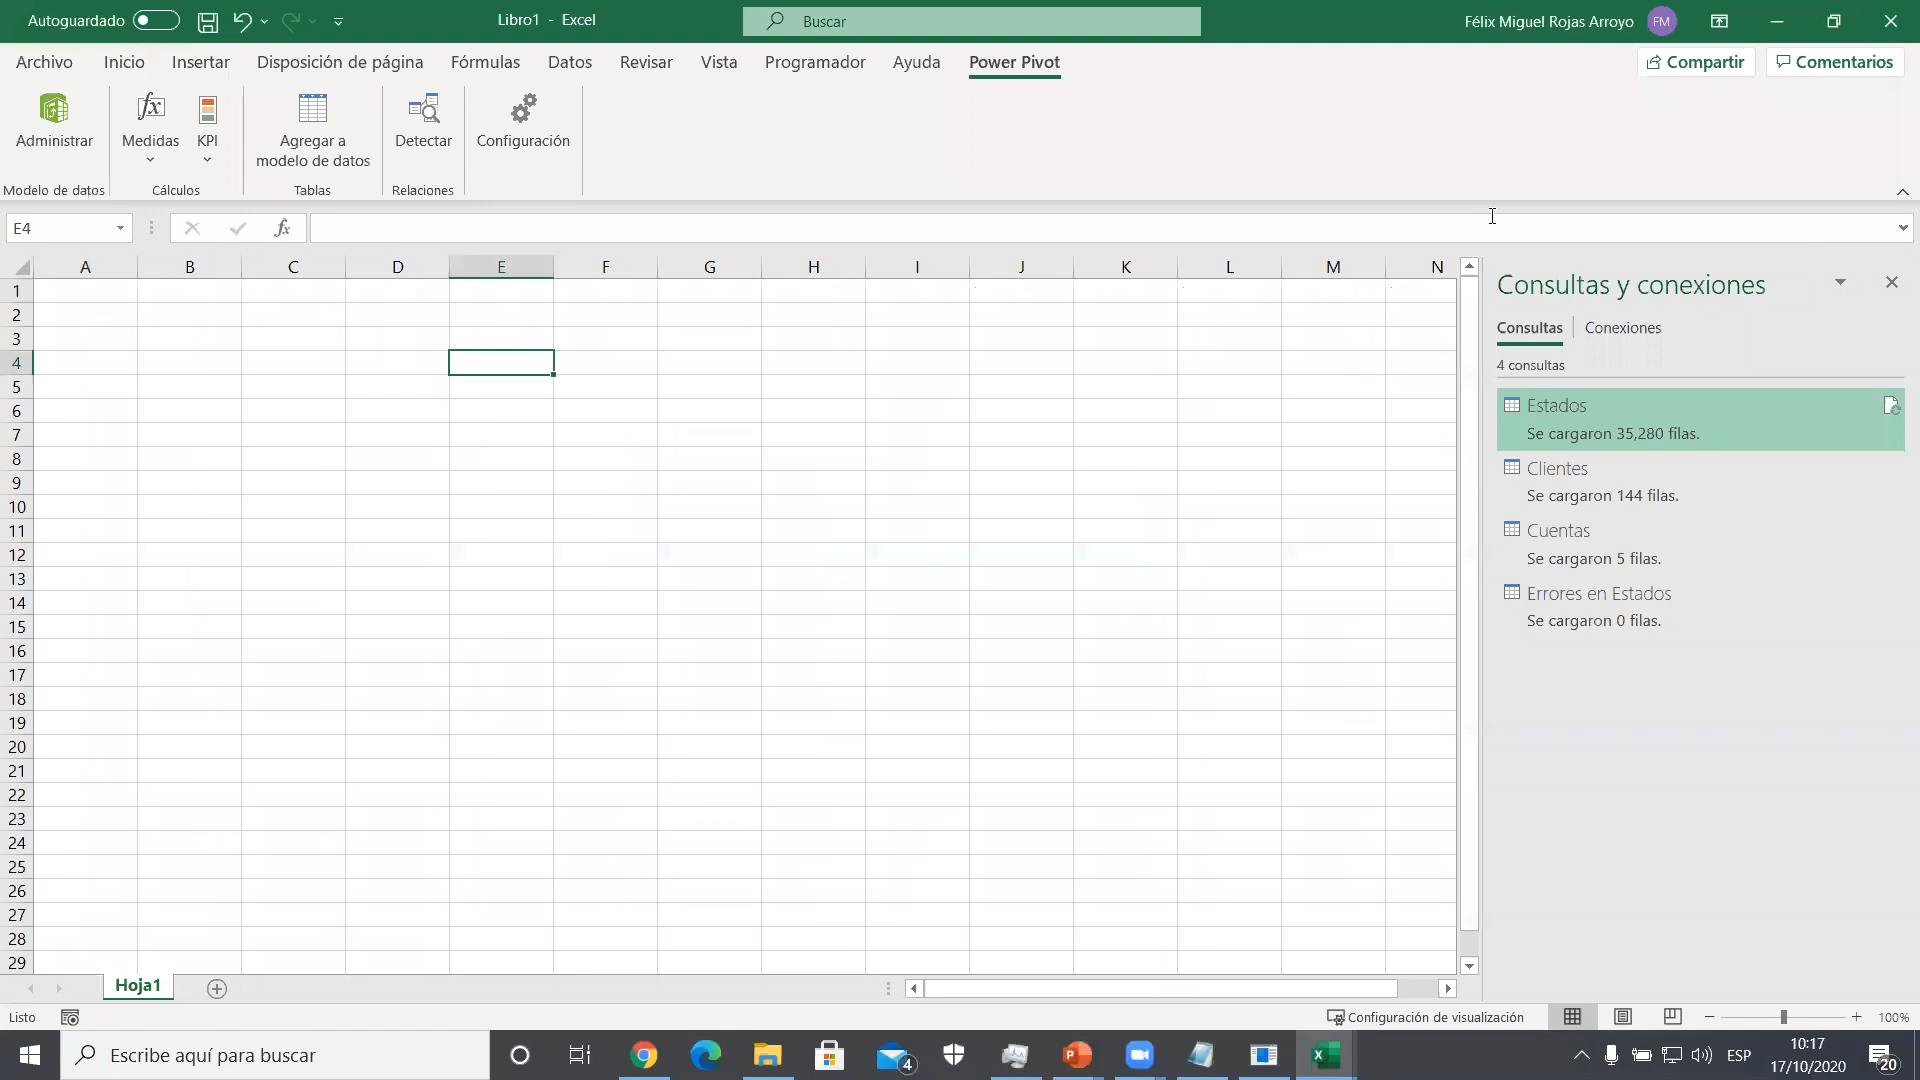 Autoguardado
Libro1 - Excel
Buscar
Félix Miguel Rojas Arroyo
FM
Archivo Inicio Insertar Disposición de página Fórmulas Datos Revisar Vista Programador Ayuda Power Pivot
Compartir
Comentarios
Administrar
Medidas
KPI
Agregar a
modelo de datos
Detectar
Configuración
Modelo de datos
Cálculos
Tablas
Relaciones
E4
fx
A B C D E F G H I J K L M N
1
2
3
4
5
6
7
8
9
10
11
12
13
14
15
16
17
18
19
20
21
22
23
24
25
26
27
28
29
Consultas y conexiones
Consultas
Conexiones
4 consultas
Estados
Se cargaron 35,280 filas.
Clientes
Se cargaron 144 filas.
Cuentas
Se cargaron 5 filas.
Errores en Estados
Se cargaron 0 filas.
Hoja1
Listo
Configuración de visualización
100%
Escribe aquí para buscar
4
ESP
10:17
17/10/2020
20